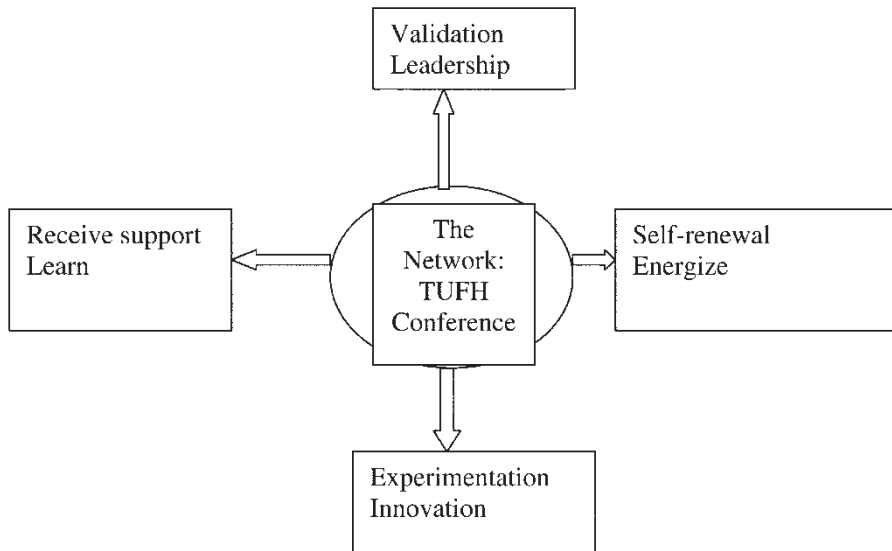 Validation
Leadership
Receive support
Learn
The
Network:
TUFH
Conference
Self-renewal
Energize
Experimentation
Innovation